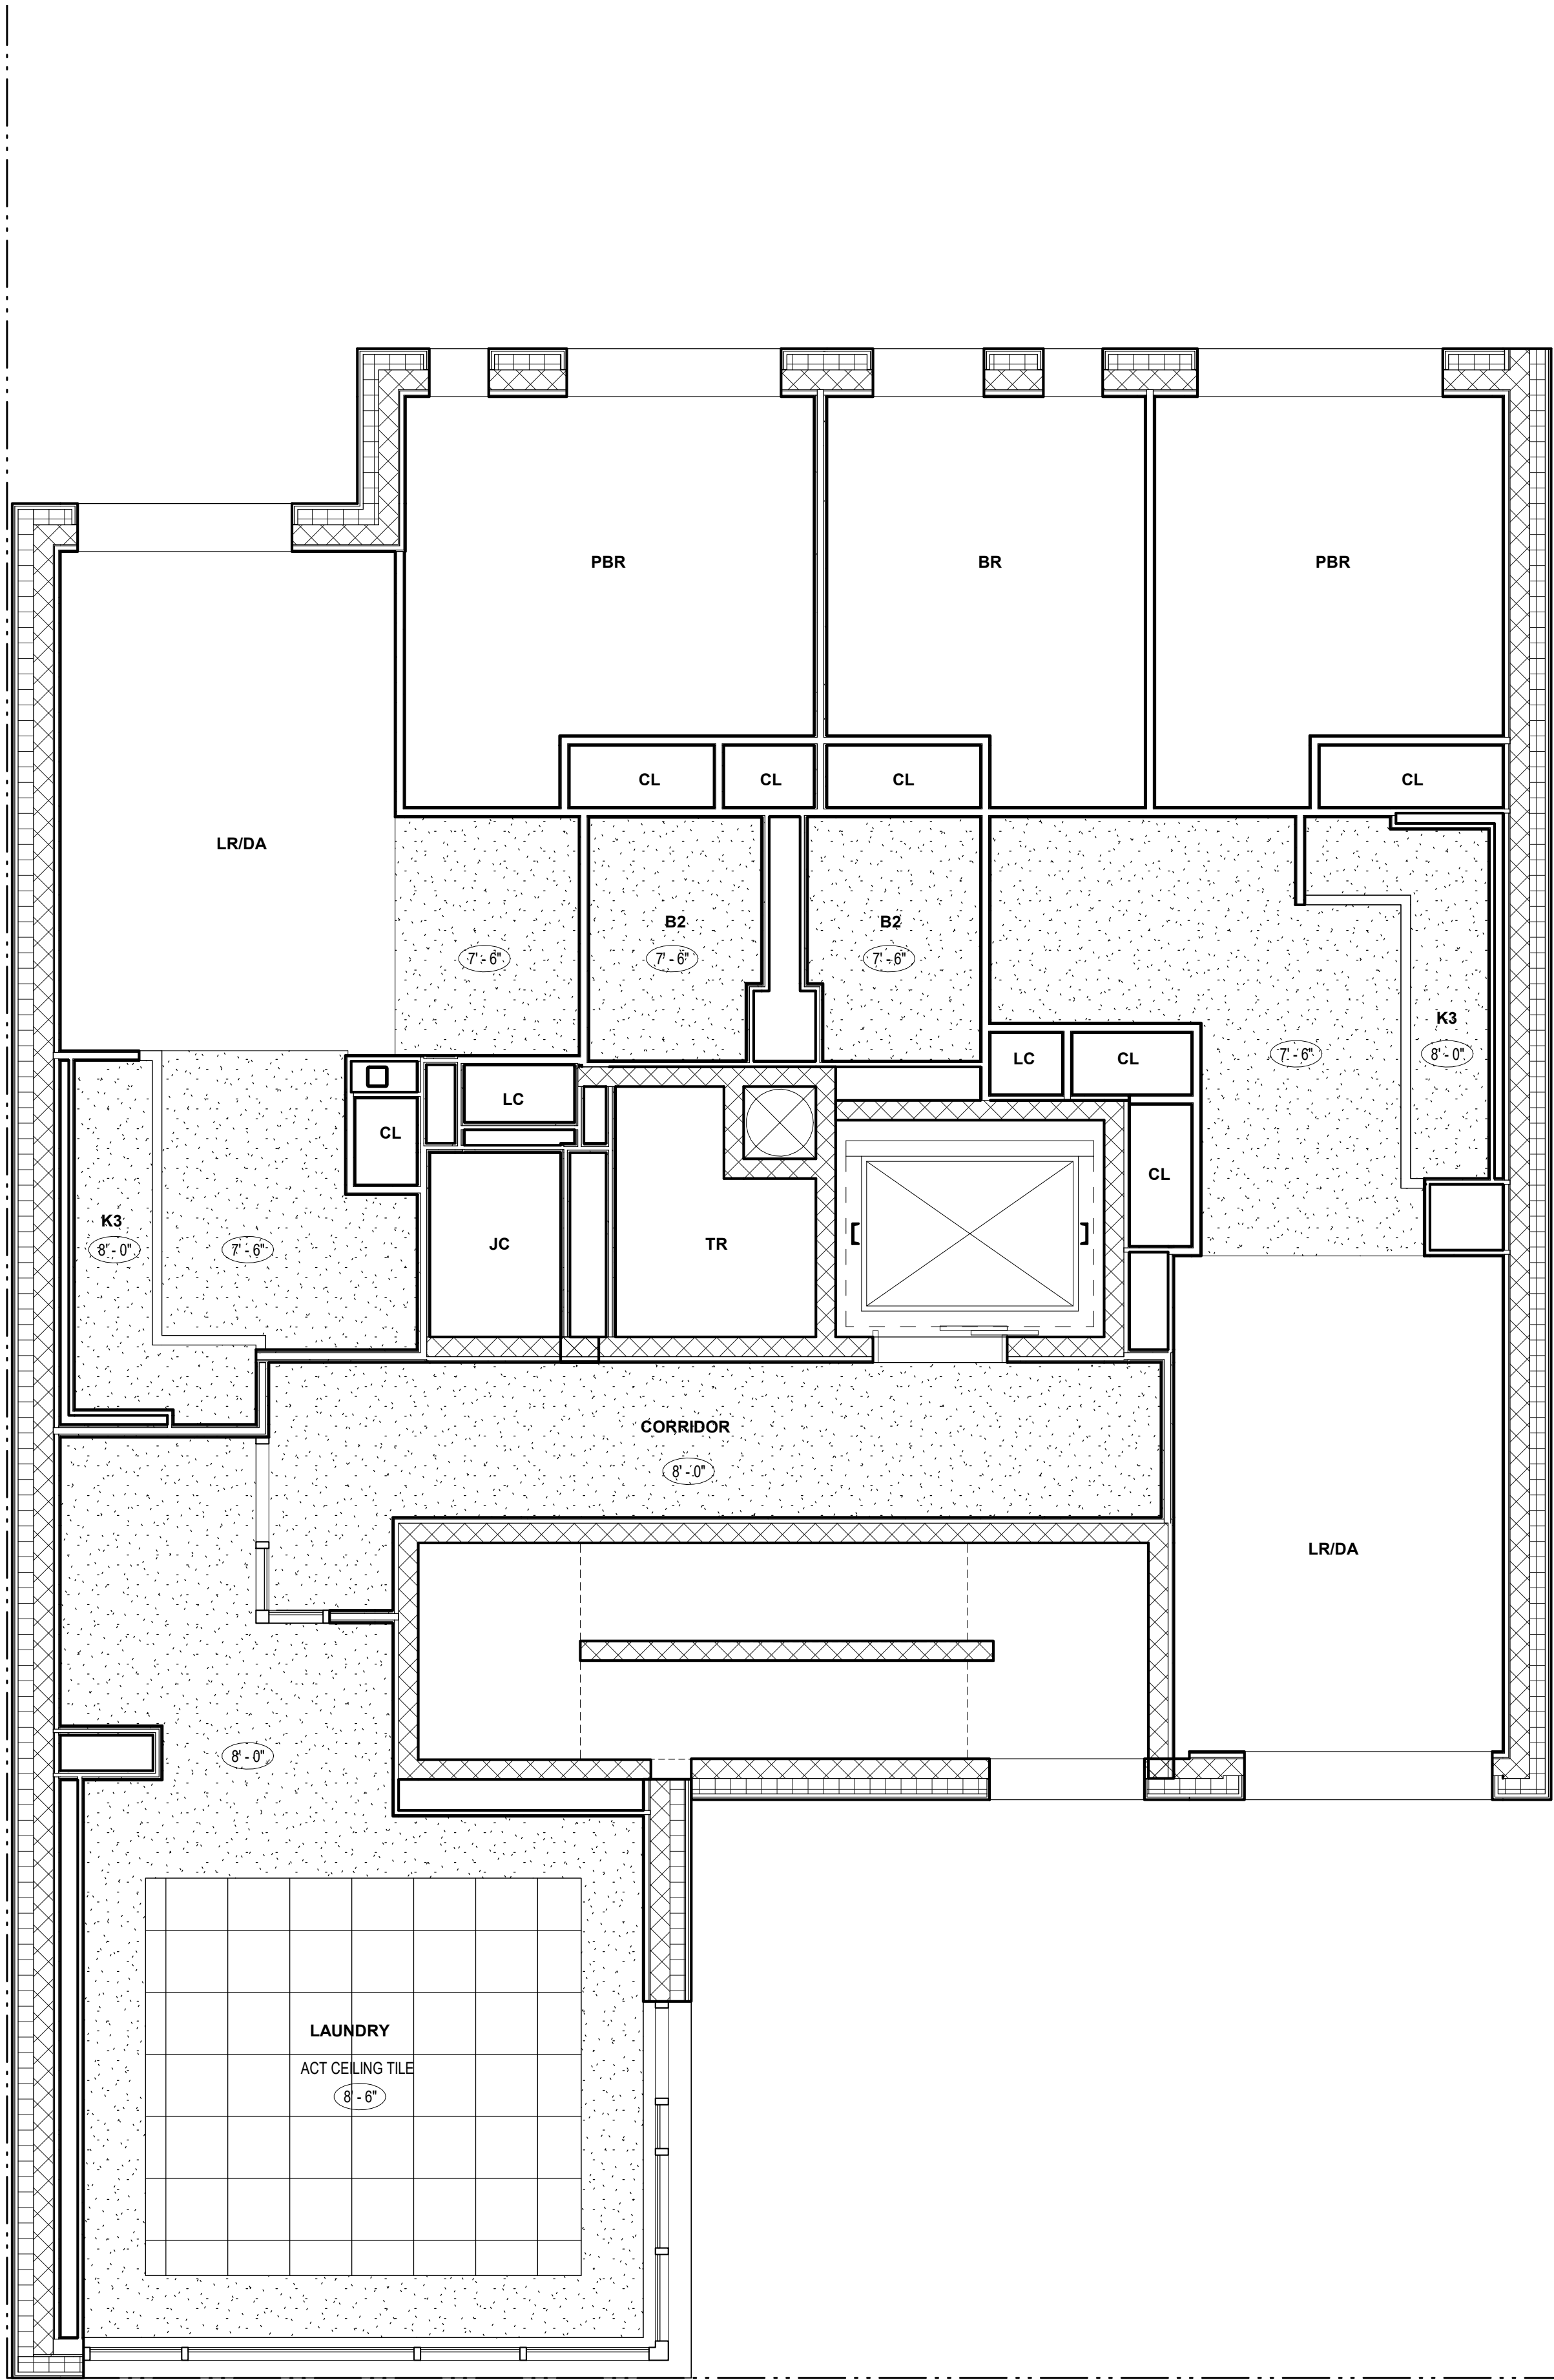 PBR
BR
PBR
CL
CL
CL
CL
LR/DA
B2
7' - 6"
B2
7' - 6"
7' - 6"
K3
8' - 0"
7' - 6"
LC
CL
LC
CL
CL
K3
8' - 0"
7' - 6"
JC
TR
CORRIDOR
8' - 0"
LR/DA
8' - 0"
LAUNDRY
ACT CEILING TILE
8' - 6"